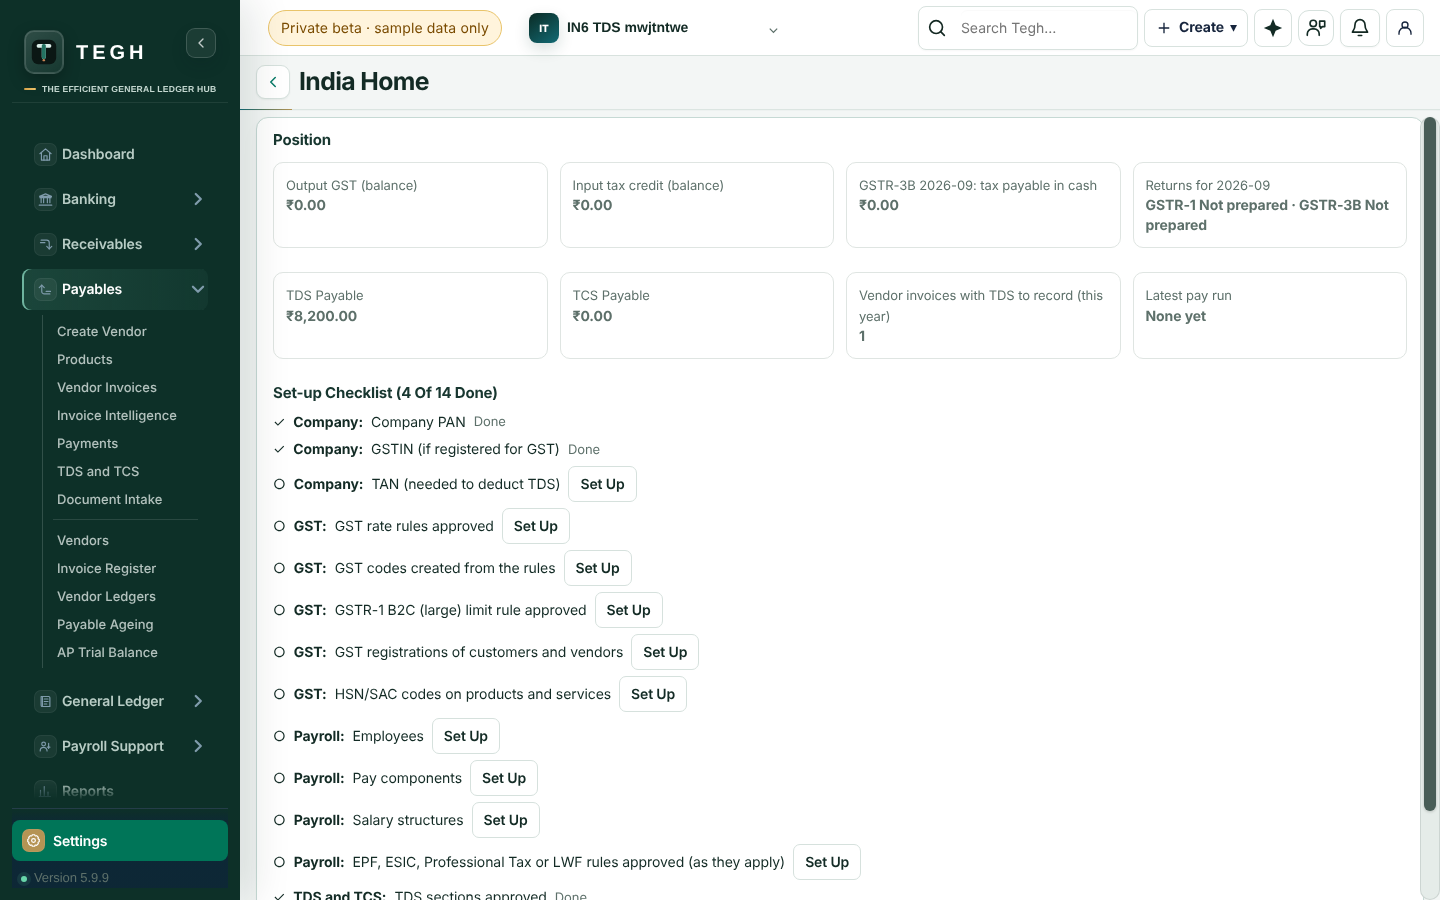 TEGH
THE EFFICIENT GENERAL LEDGER HUB
Dashboard
Banking
Receivables
Payables
Create Vendor
Products
Vendor Invoices
Invoice Intelligence
Payments
TDS and TCS
Document Intake
Vendors
Invoice Register
Vendor Ledgers
Payable Ageing
AP Trial Balance
General Ledger
Payroll Support
Reports
Settings
Version 5.9.9
Private beta · sample data only
IT IN6 TDS mwjtntwe
Search Tegh...
+ Create ▾
India Home
Position
Output GST (balance)
₹0.00
Input tax credit (balance)
₹0.00
GSTR-3B 2026-09: tax payable in cash
₹0.00
Returns for 2026-09
GSTR-1 Not prepared · GSTR-3B Not
prepared
TDS Payable
₹8,200.00
TCS Payable
₹0.00
Vendor invoices with TDS to record (this
year)
1
Latest pay run
None yet
Set-up Checklist (4 Of 14 Done)
✓ Company: Company PAN Done
✓ Company: GSTIN (if registered for GST) Done
○ Company: TAN (needed to deduct TDS) Set Up
○ GST: GST rate rules approved Set Up
○ GST: GST codes created from the rules Set Up
○ GST: GSTR-1 B2C (large) limit rule approved Set Up
○ GST: GST registrations of customers and vendors Set Up
○ GST: HSN/SAC codes on products and services Set Up
○ Payroll: Employees Set Up
○ Payroll: Pay components Set Up
○ Payroll: Salary structures Set Up
○ Payroll: EPF, ESIC, Professional Tax or LWF rules approved (as they apply) Set Up
✓ TDS and TCS: TDS sections approved Done